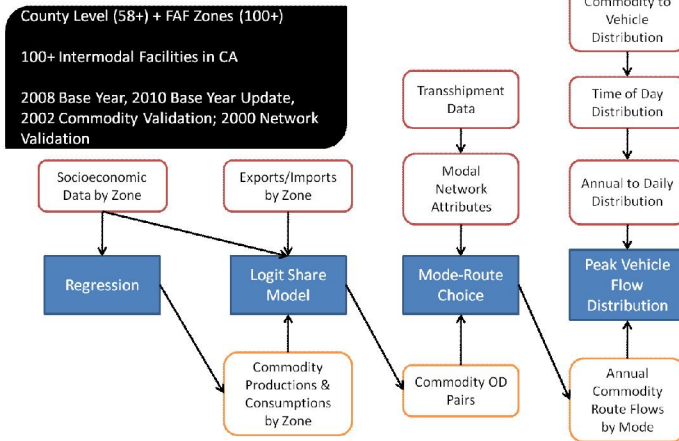 County Level (58+) + FAF Zones (100+)
100+ Intermodal Facilities in CA
2008 Base Year, 2010 Base Year Update,
2002 Commodity Validation; 2000 Network
Validation
Commodity to
Vehicle
Distribution
Transshipment
Data
Time of Day
Distribution
Socioeconomic
Data by Zone
Exports/Imports
by Zone
Modal
Network
Attributes
Annual to Daily
Distribution
Regression
Logit Share
Model
Mode-Route
Choice
Peak Vehicle
Flow
Distribution
Commodity
Productions &
Consumptions
by Zone
Commodity OD
Pairs
Annual
Commodity
Route Flows
by Mode